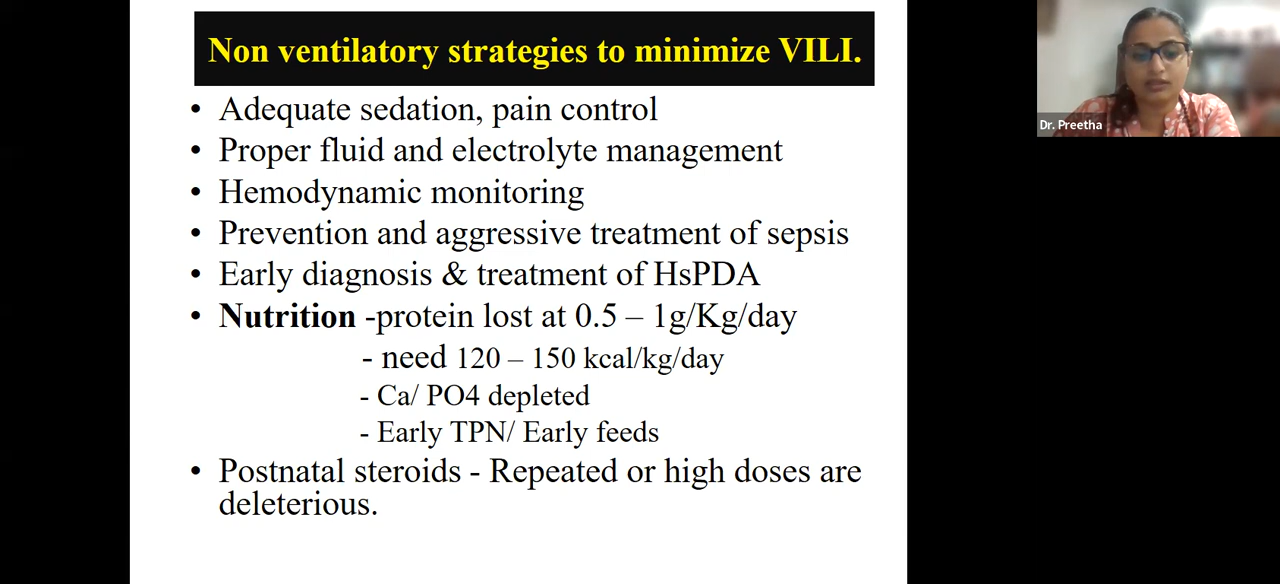 Non ventilatory strategies to minimize VILI.
• Adequate sedation, pain control
• Proper fluid and electrolyte management
• Hemodynamic monitoring
• Prevention and aggressive treatment of sepsis
• Early diagnosis & treatment of HsPDA
• Nutrition -protein lost at 0.5 – 1g/Kg/day
- need 120 – 150 kcal/kg/day
- Ca/ PO4 depleted
- Early TPN/ Early feeds
• Postnatal steroids - Repeated or high doses are
deleterious.
Dr. Preetha